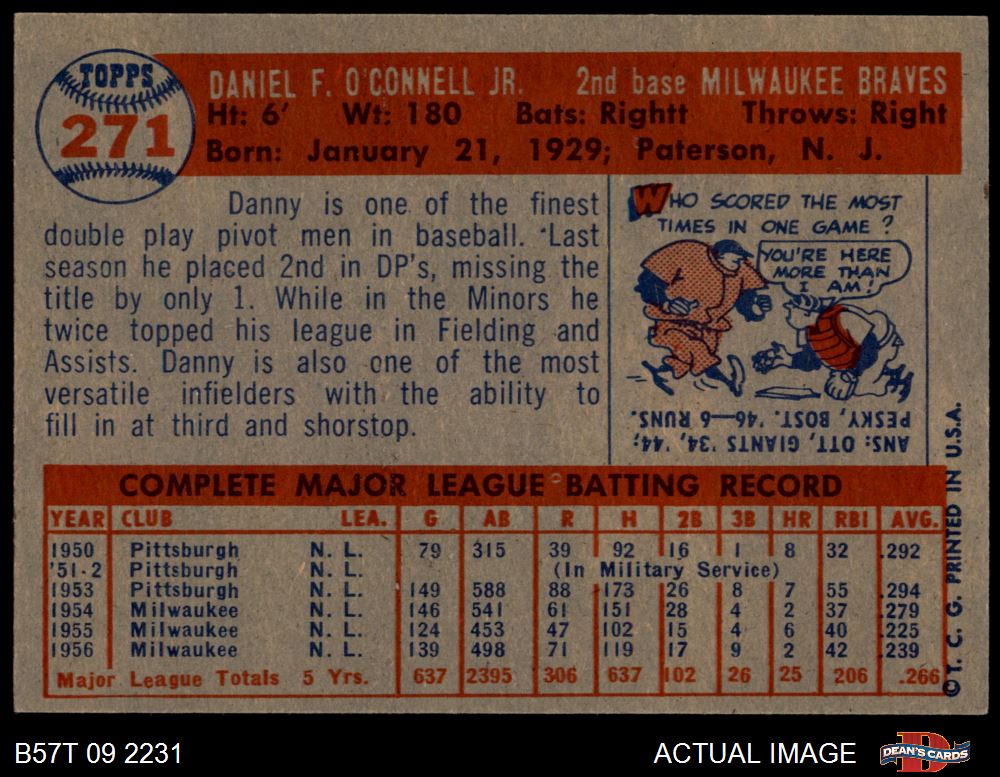 TOPPS
271
DANIEL F. O'CONNELL JR. 2nd base MILWAUKEE BRAVES
Ht: 6' Wt: 180 Bats: Rightt Throws: Right
Born: January 21, 1929; Paterson, N. J.
Danny is one of the finest
double play pivot men in baseball. Last
season he placed 2nd in DP's, missing the
title by only 1. While in the Minors he
twice topped his league in Fielding and
Assists. Danny is also one of the most
versatile infielders with the ability to
fill in at third and shorstop.
WHO SCORED THE MOST
TIMES IN ONE GAME?
YOU'RE HERE
MORE THAN
I AM!
ANS: OTT, GIANTS '34, '44;
PESKY, BOST. '46—6 RUNS.
COMPLETE MAJOR LEAGUE BATTING RECORD
YEAR CLUB LEA. G AB R H 2B 3B HR RBI AVG.
1950 Pittsburgh N. L. 79 315 39 92 16 1 8 32 .292
'51-2 Pittsburgh N. L. (In Military Service)
1953 Pittsburgh N. L. 149 588 88 173 26 8 7 55 .294
1954 Milwaukee N. L. 146 541 61 151 28 4 2 37 .279
1955 Milwaukee N. L. 124 453 47 102 15 4 6 40 .225
1956 Milwaukee N. L. 139 498 71 119 17 9 2 42 .239
Major League Totals 5 Yrs. 637 2395 306 637 102 26 25 206 .266
© T. C. G. PRINTED IN U.S.A.
B57T 09 2231 ACTUAL IMAGE
DEAN'S CARDS